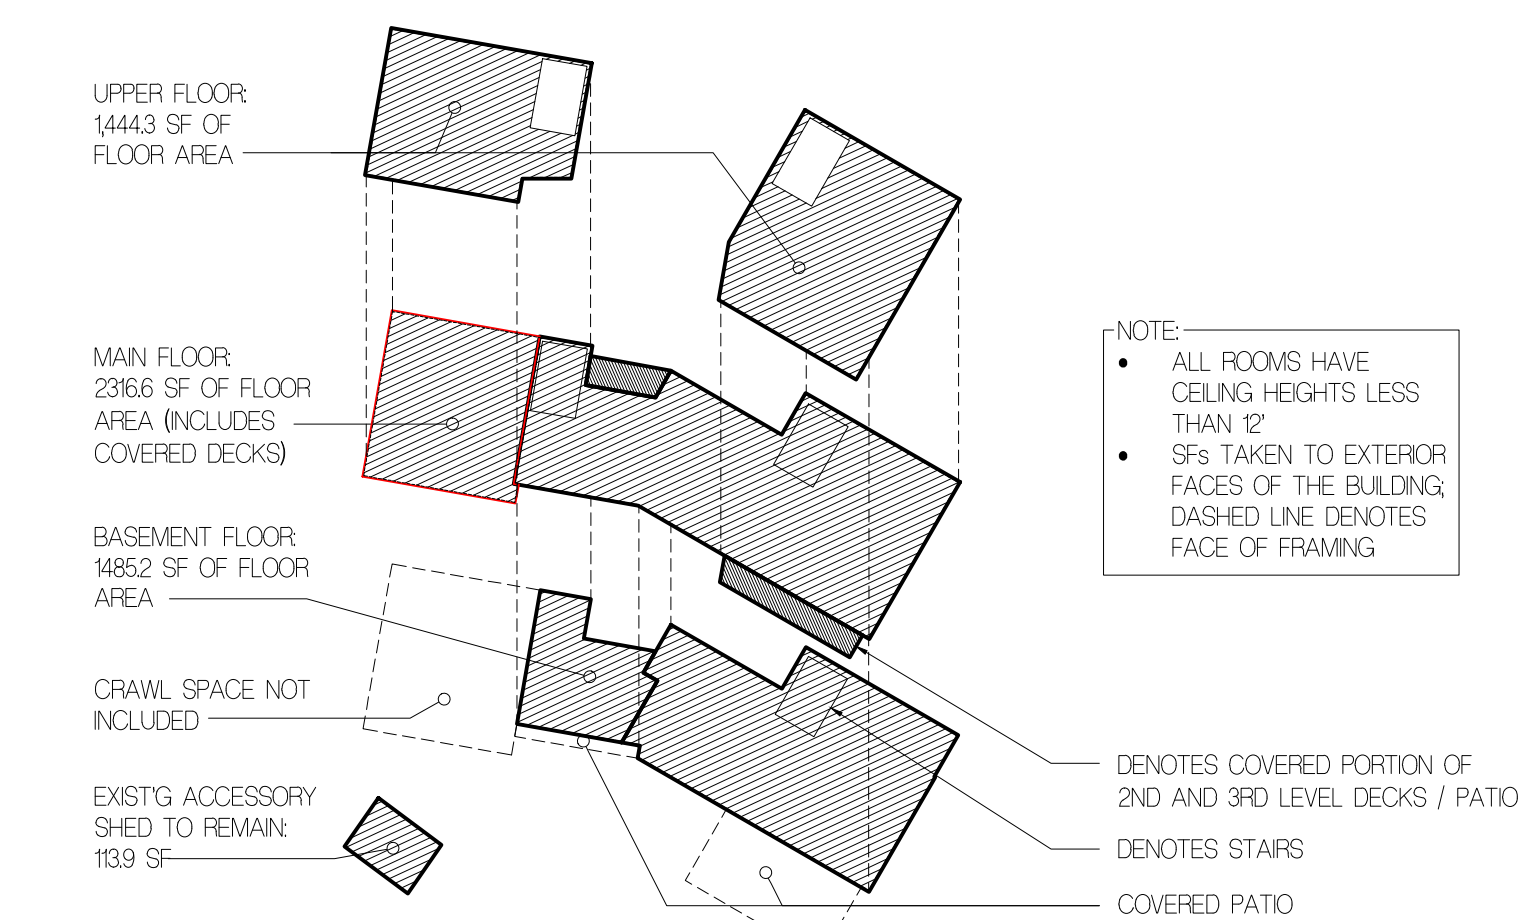 UPPER FLOOR:
1,444.3 SF OF
FLOOR AREA
MAIN FLOOR:
2316.6 SF OF FLOOR
AREA (INCLUDES
COVERED DECKS)
BASEMENT FLOOR:
1485.2 SF OF FLOOR
AREA
CRAWL SPACE NOT
INCLUDED
EXIST'G ACCESSORY
SHED TO REMAIN:
113.9 SF
NOTE:
• ALL ROOMS HAVE
CEILING HEIGHTS LESS
THAN 12'
• SFs TAKEN TO EXTERIOR
FACES OF THE BUILDING;
DASHED LINE DENOTES
FACE OF FRAMING
DENOTES COVERED PORTION OF
2ND AND 3RD LEVEL DECKS / PATIO
DENOTES STAIRS
COVERED PATIO